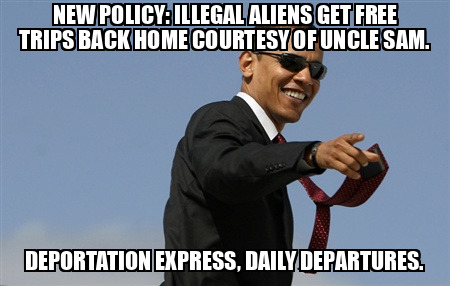 NEW POLICY: ILLEGAL ALIENS GET FREE
TRIPS BACK HOME COURTESY OF UNCLE SAM.
DEPORTATION EXPRESS, DAILY DEPARTURES.